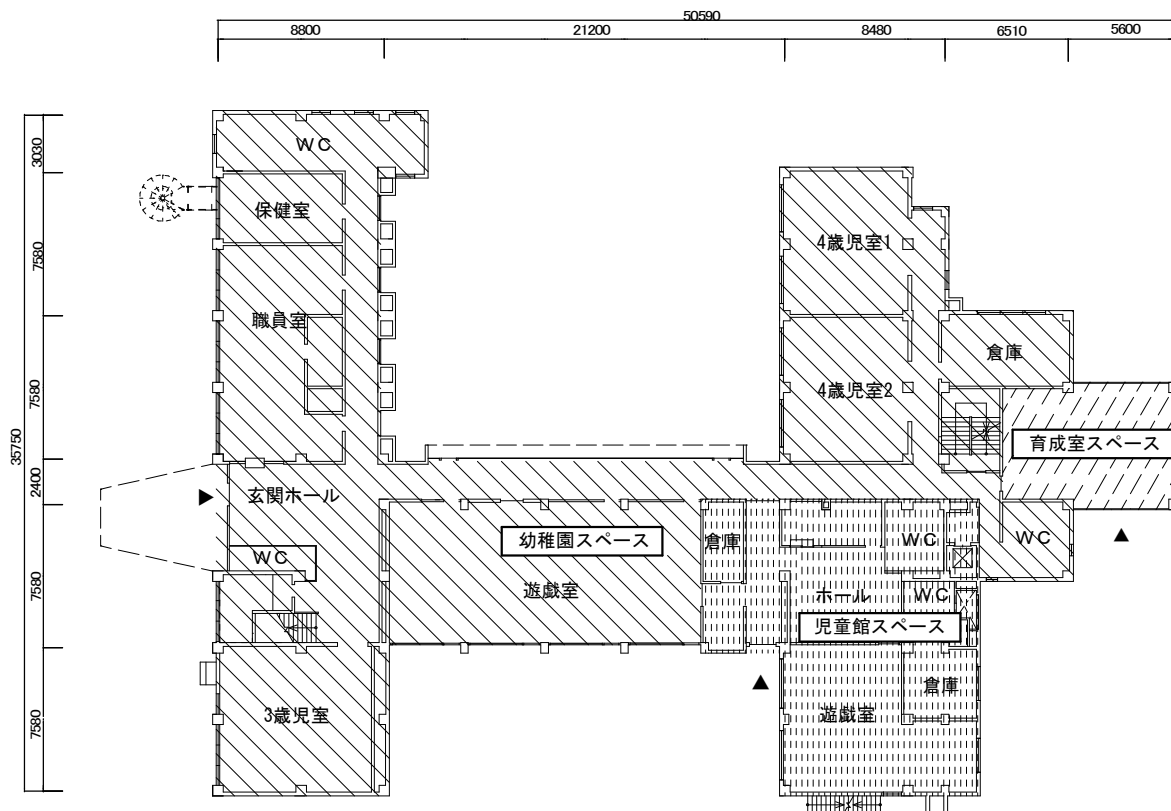 50590
8800
21200
8480
6510
5600
35750
3030
7580
7580
2400
7580
7580
ＷＣ
保健室
職員室
玄関ホール
ＷＣ
3歳児室
幼稚園スペース
遊戯室
4歳児室1
4歳児室2
倉庫
育成室スペース
ＷＣ
倉庫
ＷＣ
ホール
ＷＣ
児童館スペース
倉庫
遊戯室